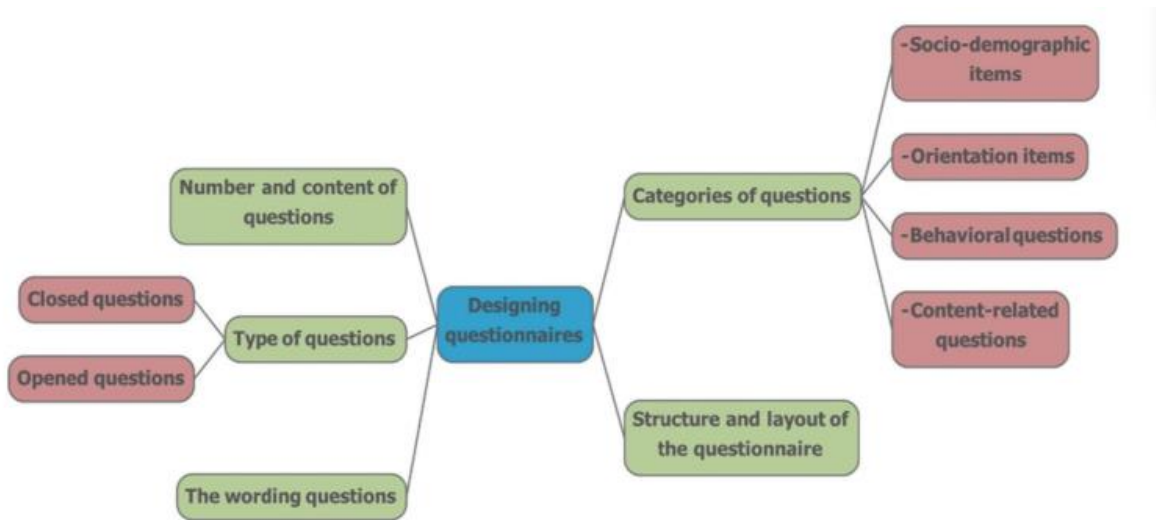 Designing
questionnaires
Number and content of
questions
Type of questions
Closed questions
Opened questions
The wording questions
Categories of questions
-Socio-demographic
items
-Orientation items
-Behavioral questions
-Content-related
questions
Structure and layout of
the questionnaire